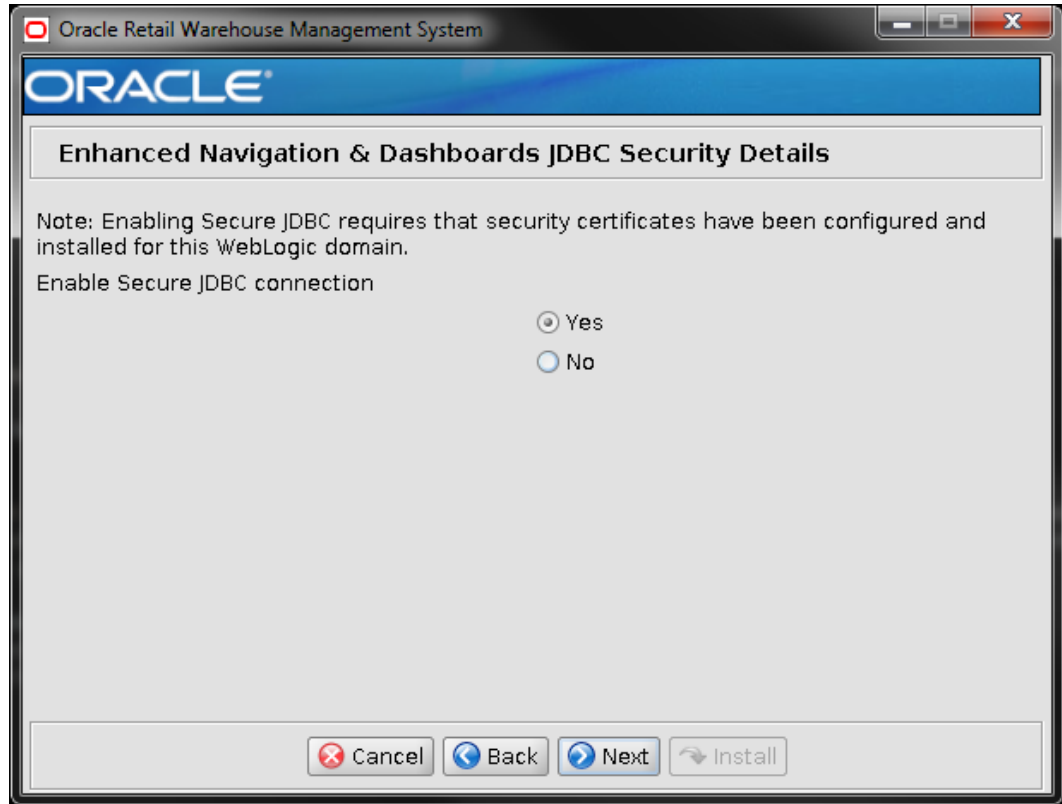 Oracle Retail Warehouse Management System
ORACLE®
Enhanced Navigation & Dashboards JDBC Security Details
Note: Enabling Secure JDBC requires that security certificates have been configured and
installed for this WebLogic domain.
Enable Secure JDBC connection
Yes
No
Cancel Back Next Install